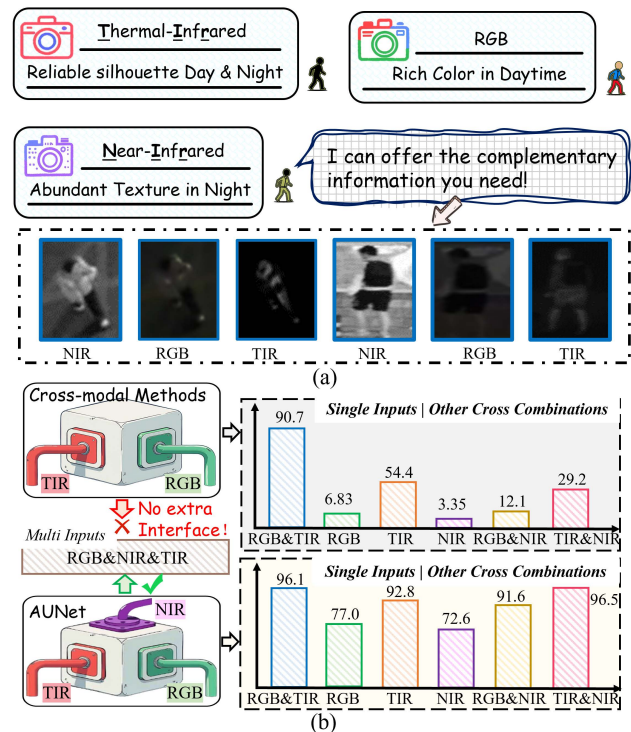 Thermal-Infrared
Reliable silhouette Day & Night
RGB
Rich Color in Daytime
Near-Infrared
Abundant Texture in Night
I can offer the complementary
information you need!
NIR
RGB
TIR
NIR
RGB
TIR
(a)
Cross-modal Methods
TIR
RGB
No extra
Interface!
Multi Inputs
RGB&NIR&TIR
AUNet
NIR
TIR
RGB
Single Inputs | Other Cross Combinations
90.7
6.83
54.4
3.35
12.1
29.2
RGB&TIR
RGB
TIR
NIR
RGB&NIR
TIR&NIR
Single Inputs | Other Cross Combinations
96.1
77.0
92.8
72.6
91.6
96.5
RGB&TIR
RGB
TIR
NIR
RGB&NIR
TIR&NIR
(b)